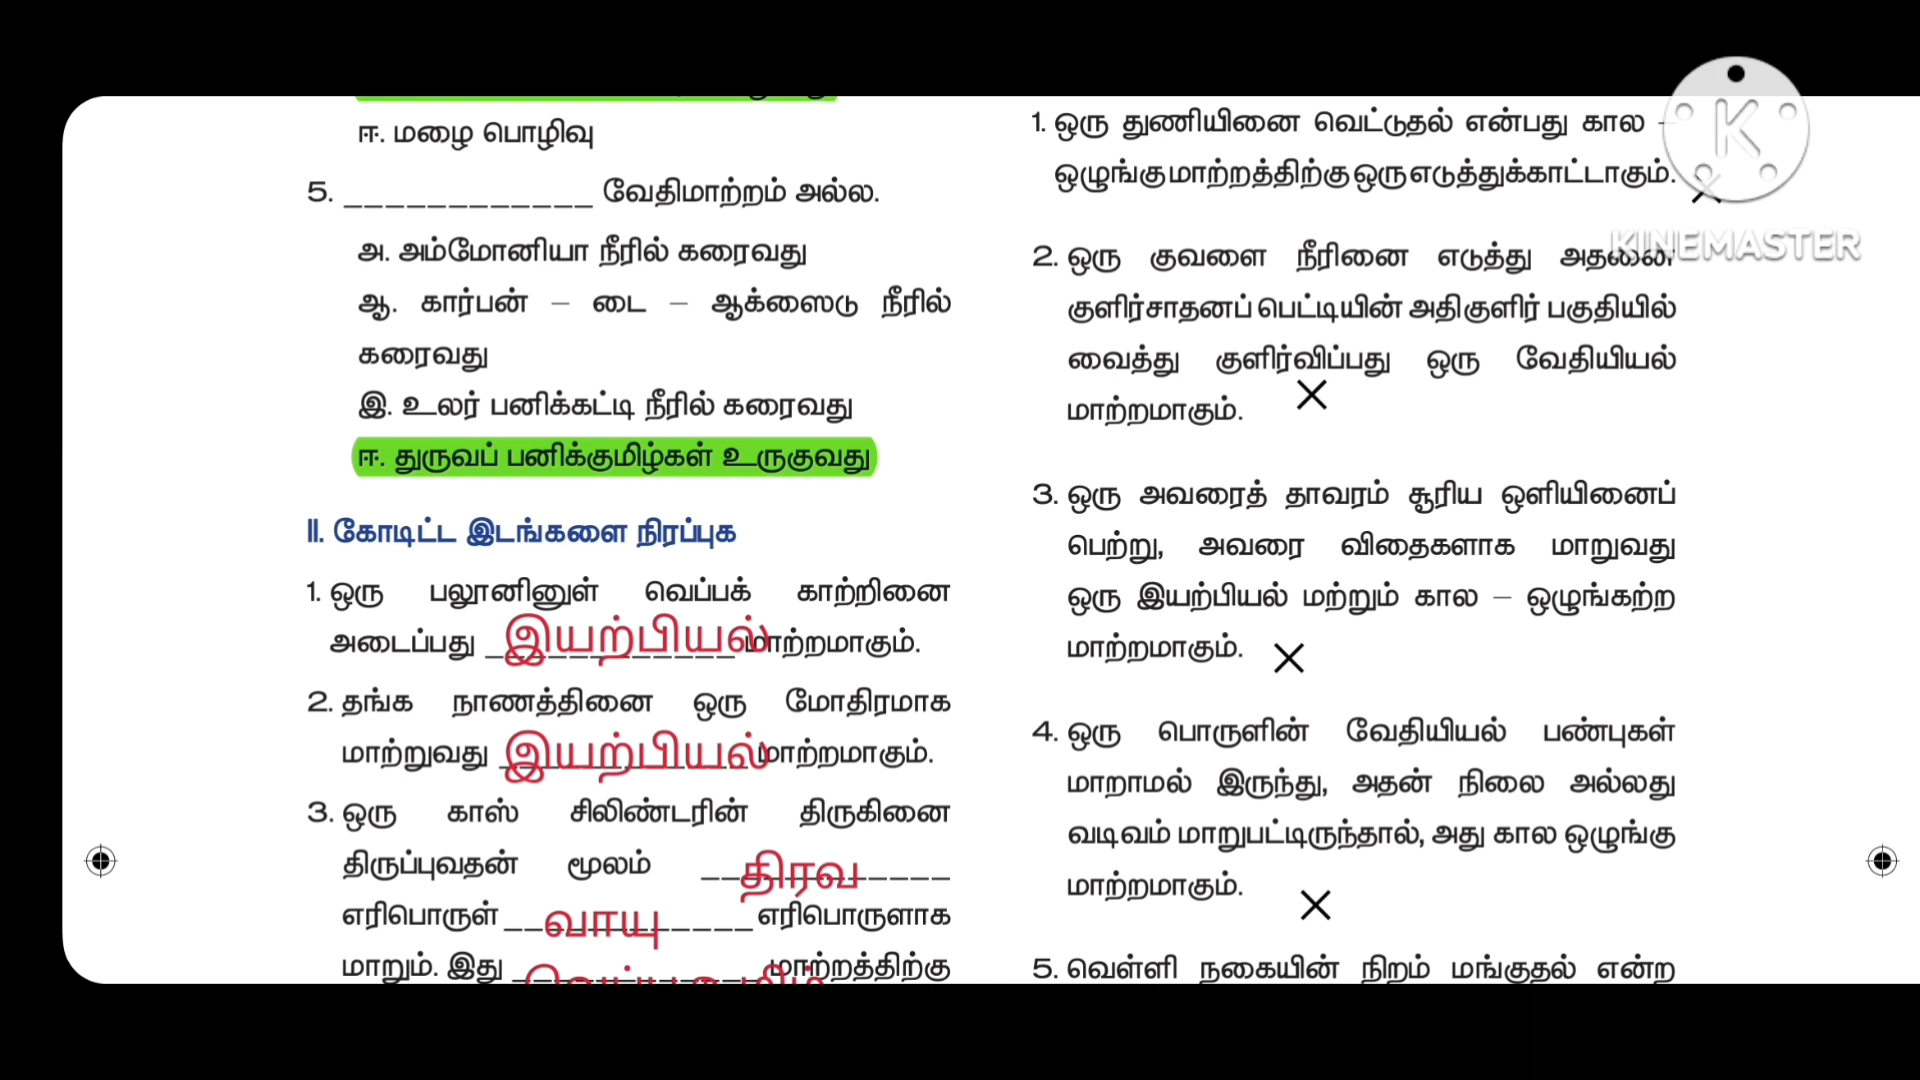 ஈ. மழை பொழிவு
5. ____________ வேதிமாற்றம் அல்ல.
அ. அம்மோனியா நீரில் கரைவது
ஆ. கார்பன் – டை – ஆக்ஸைடு நீரில்
கரைவது
இ. உலர் பனிக்கட்டி நீரில் கரைவது
ஈ. துருவப் பனிக்குமிழ்கள் உருகுவது
II. கோடிட்ட இடங்களை நிரப்புக
1. ஒரு பலூனினுள் வெப்பக் காற்றினை
அடைப்பது இயற்பியல் மாற்றமாகும்.
2. தங்க நாணத்தினை ஒரு மோதிரமாக
மாற்றுவது இயற்பியல் மாற்றமாகும்.
3. ஒரு காஸ் சிலிண்டரின் திருகினை
திருப்புவதன் மூலம் திரவ
எரிபொருள் வாயு எரிபொருளாக
மாறும். இது மாற்றத்திற்கு
1. ஒரு துணியினை வெட்டுதல் என்பது கால –
ஒழுங்கு மாற்றத்திற்கு ஒரு எடுத்துக்காட்டாகும். ×
2. ஒரு குவளை நீரினை எடுத்து அதனை
குளிர்சாதனப் பெட்டியின் அதி குளிர் பகுதியில்
வைத்து குளிர்விப்பது ஒரு வேதியியல்
மாற்றமாகும். ×
3. ஒரு அவரைத் தாவரம் சூரிய ஒளியினைப்
பெற்று, அவரை விதைகளாக மாறுவது
ஒரு இயற்பியல் மற்றும் கால – ஒழுங்கற்ற
மாற்றமாகும். ×
4. ஒரு பொருளின் வேதியியல் பண்புகள்
மாறாமல் இருந்து, அதன் நிலை அல்லது
வடிவம் மாறுபட்டிருந்தால், அது கால ஒழுங்கு
மாற்றமாகும். ×
5. வெள்ளி நகையின் நிறம் மங்குதல் என்ற
K
KINEMASTER